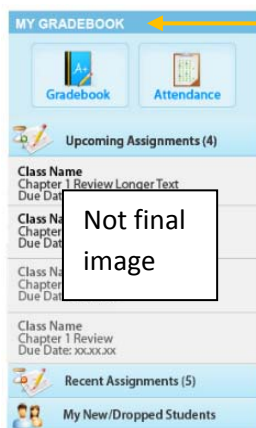 MY GRADEBOOK
A+
Gradebook
Attendance
Upcoming Assignments (4)
Class Name
Chapter 1 Review Longer Text
Due Dat
Class Na
Chapter
Due Dat
Not final
image
Class Na
Chapter
Due Dat
Class Name
Chapter 1 Review
Due Date: xx.xx.xx
Recent Assignments (5)
My New/Dropped Students